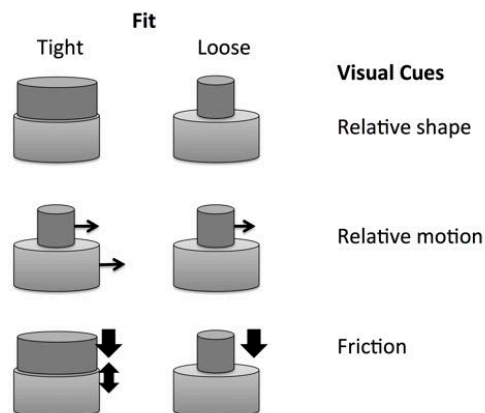 Fit
Tight
Loose
Visual Cues
Relative shape
Relative motion
Friction